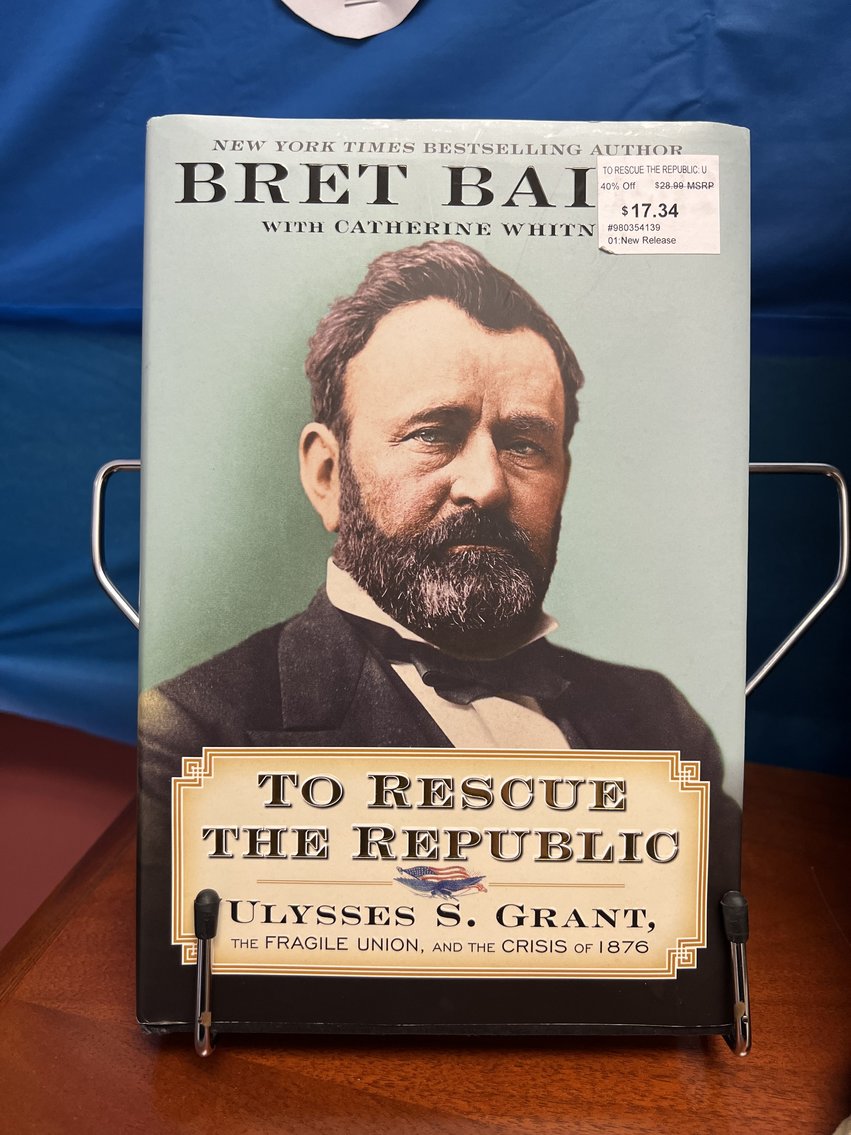 NEW YORK TIMES BESTSELLING AUTHOR
BRET BAI
WITH CATHERINE WHITN
TO RESCUE THE REPUBLIC: U
40% Off $28.99 MSRP
$17.34
#980354139
01:New Release
TO RESCUE
THE REPUBLIC
ULYSSES S. GRANT,
THE FRAGILE UNION, AND THE CRISIS OF 1876